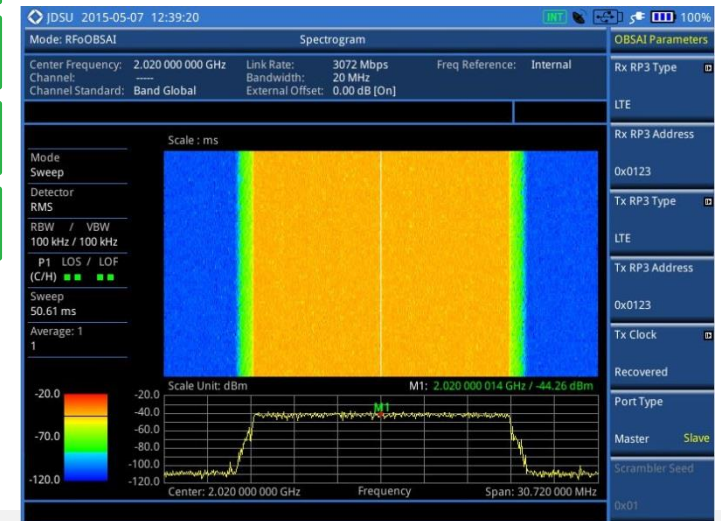 JDSU 2015-05-07 12:39:20 INT 100%
Mode: RFoOBSAI Spectrogram OBSAI Parameters
Center Frequency: 2.020 000 000 GHz Link Rate: 3072 Mbps Freq Reference: Internal
Channel: ----- Bandwidth: 20 MHz
Channel Standard: Band Global External Offset: 0.00 dB [On]
Rx RP3 Type
LTE
Rx RP3 Address
0x0123
Tx RP3 Type
LTE
Tx RP3 Address
0x0123
Tx Clock
Recovered
Port Type
Master Slave
Scrambler Seed
0x01
Scale : ms
Mode
Sweep
Detector
RMS
RBW / VBW
100 kHz / 100 kHz
P1 LOS / LOF
(C/H)
Sweep
50.61 ms
Average: 1
1
Scale Unit: dBm M1: 2.020 000 014 GHz / -44.26 dBm
-20.0
-70.0
-120.0
-20.0
-40.0
-60.0
-80.0
-100.0
-120.0
M1
Center: 2.020 000 000 GHz Frequency Span: 30.720 000 MHz